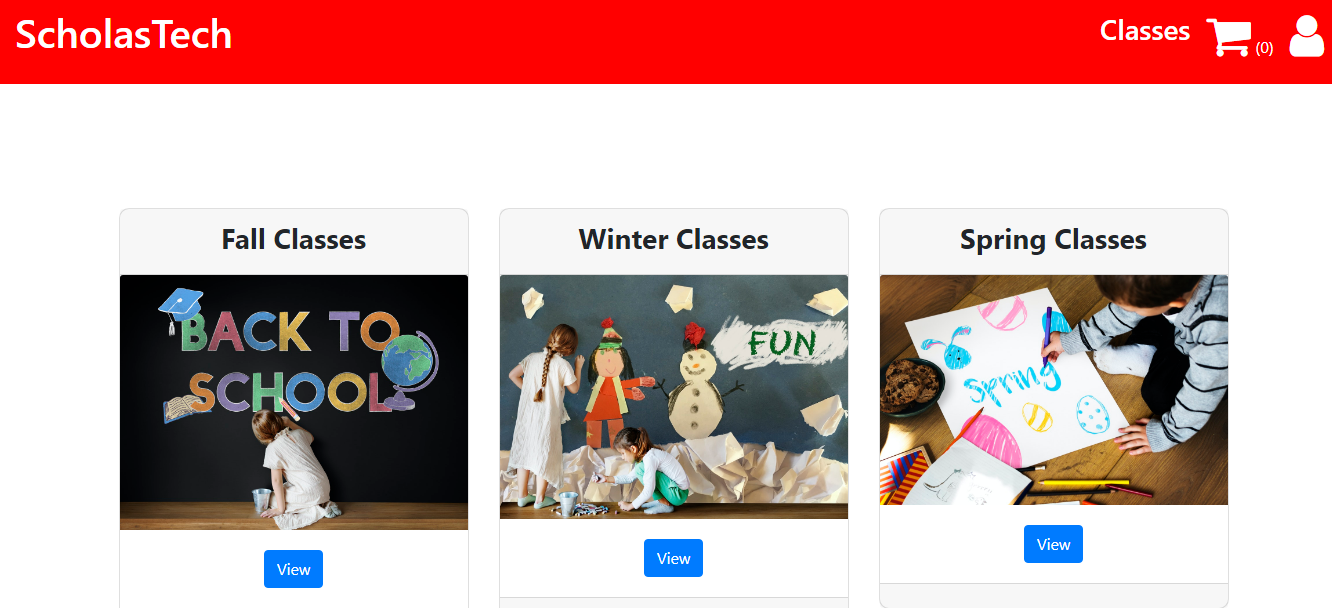 ScholasTech
Classes
(0)
Fall Classes
Winter Classes
Spring Classes
BACK TO
SCHOOL
FUN
spring
View
View
View